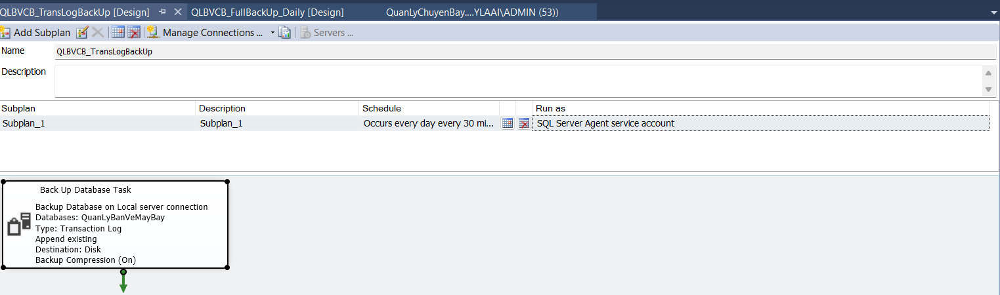 QLBVCB_TransLogBackUp [Design]
QLBVCB_FullBackUp_Daily [Design]
QuanLyChuyenBay....YLAAI\ADMIN (53))
Add Subplan
Manage Connections ...
Servers ...
Name
QLBVCB_TransLogBackUp
Description
Subplan Description Schedule Run as
Subplan_1 Subplan_1 Occurs every day every 30 mi... SQL Server Agent service account
Back Up Database Task
Backup Database on Local server connection
Databases: QuanLyBanVeMayBay
Type: Transaction Log
Append existing
Destination: Disk
Backup Compression (On)